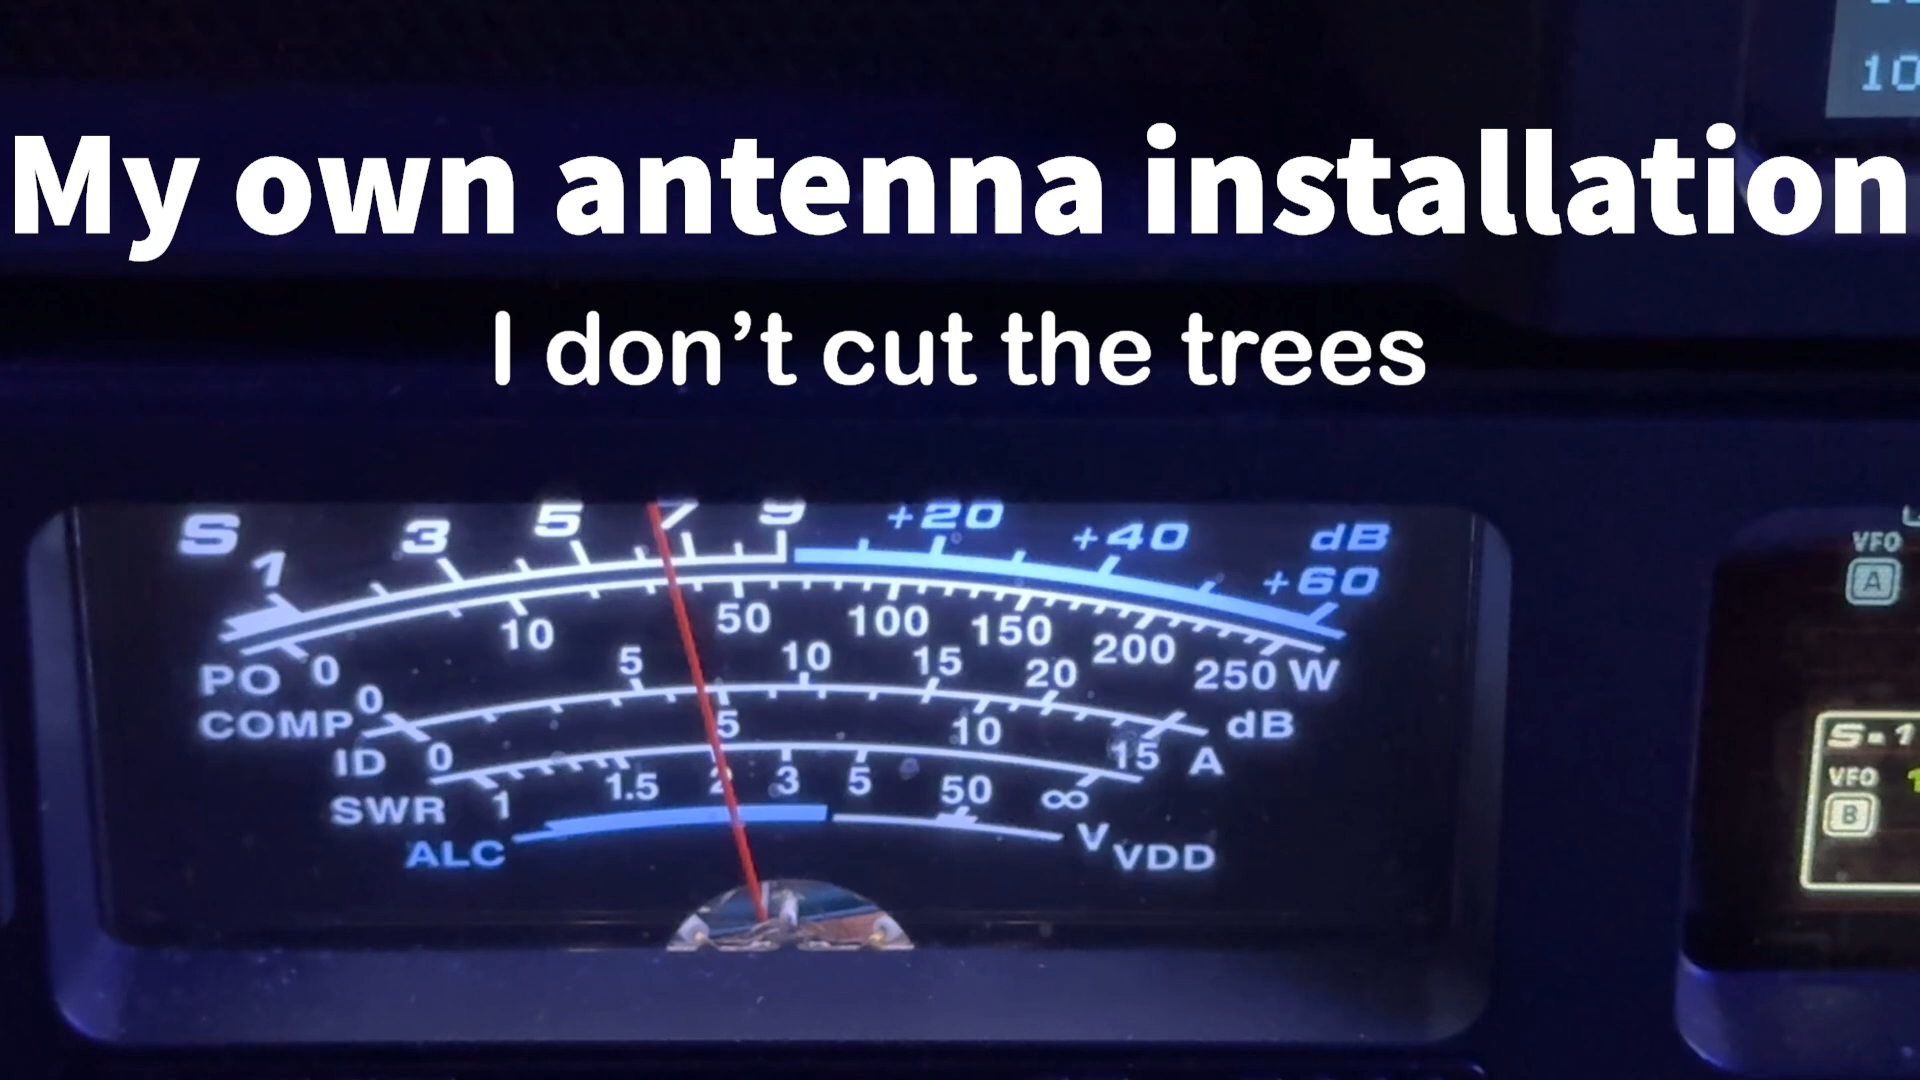 10
My own antenna installation
I don't cut the trees
S 1 3 5 7 9 +20 +40 +60 dB
PO 0 10 50 100 150 200 250 W
COMP 0 5 10 15 20 dB
ID 0 5 10 15 A
SWR 1 1.5 2 3 5 50 ∞
ALC
V VDD
VFO
A
S 1
VFO
B